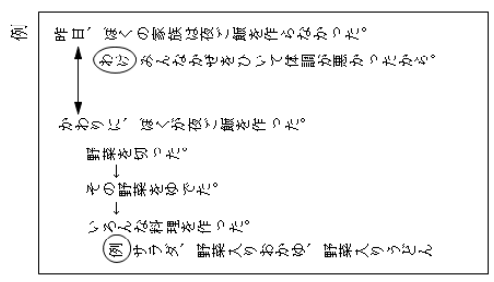 例
昨日、ぼくの家族は夜ご飯を作らなかった。
わけ みんなかぜをひいて体調が悪かったから。
かわりに、ぼくが夜ご飯を作った。
野菜を切った。
↓
その野菜をゆでた。
↓
いろんな料理を作った。
例 サラダ、野菜入りおかゆ、野菜入りうどん